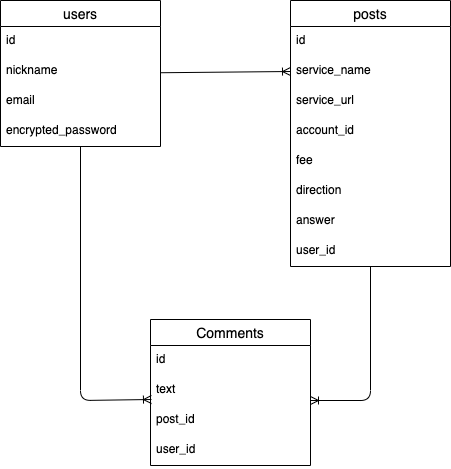 users
id
nickname
email
encrypted_password
posts
id
service_name
service_url
account_id
fee
direction
answer
user_id
Comments
id
text
post_id
user_id